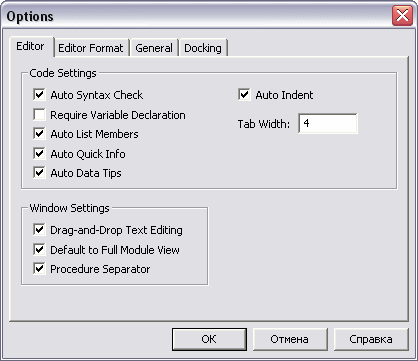 Options
Editor Editor Format General Docking
Code Settings
Auto Syntax Check Auto Indent
Require Variable Declaration
Tab Width: 4
Auto List Members
Auto Quick Info
Auto Data Tips
Window Settings
Drag-and-Drop Text Editing
Default to Full Module View
Procedure Separator
OK Отмена Справка